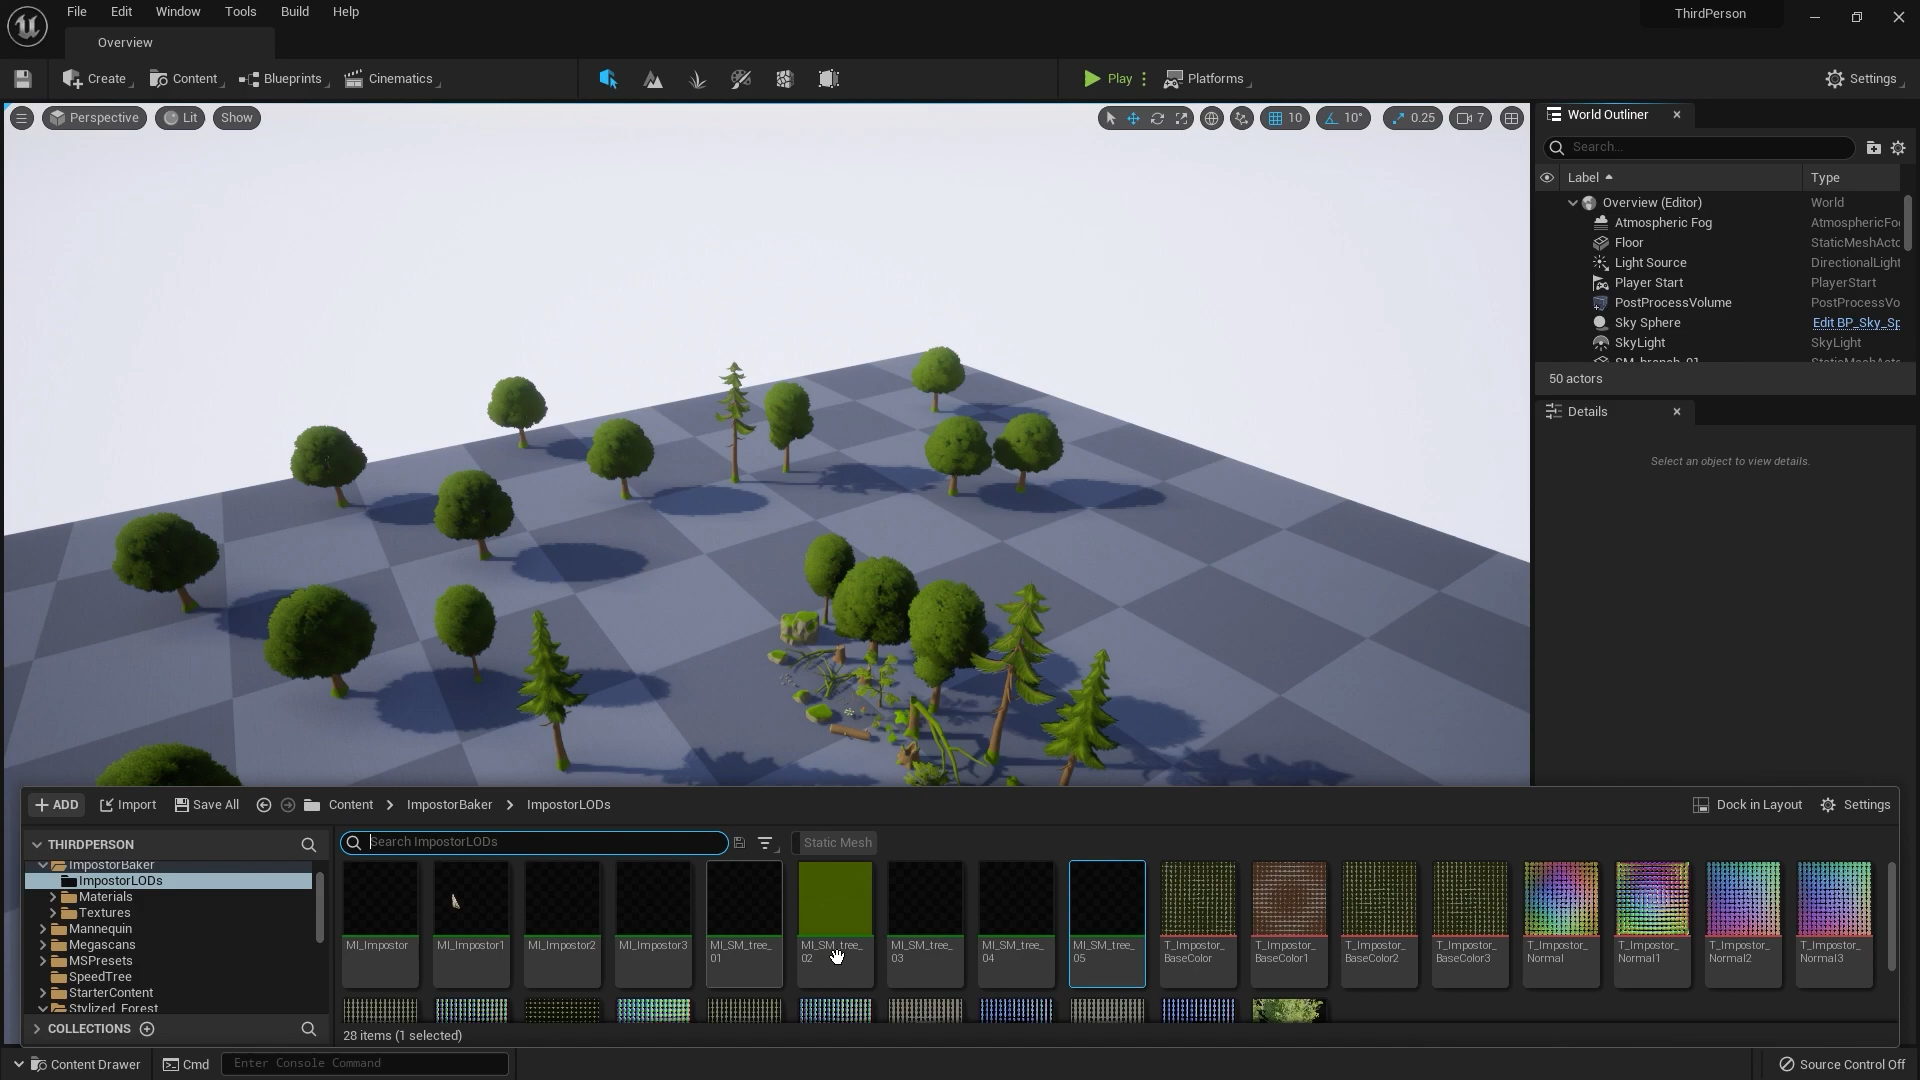 File Edit Window Tools Build Help
ThirdPerson
Overview
Create Content Blueprints Cinematics
Play Platforms
Settings
Perspective Lit Show
10 10° 0.25 7
World Outliner
Search...
Label Type
Overview (Editor) World
Atmospheric Fog AtmosphericFo
Floor StaticMeshActo
Light Source DirectionalLight
Player Start PlayerStart
PostProcessVolume PostProcessVo
Sky Sphere Edit BP_Sky_Sp
SkyLight SkyLight
SM_branch_01 StaticMeshActo
50 actors
Details
Select an object to view details.
ADD Import Save All Content ImpostorBaker ImpostorLODs
Dock in Layout Settings
THIRDPERSON
ImpostorBaker
ImpostorLODs
Materials
Textures
Mannequin
Megascans
MSPresets
SpeedTree
StarterContent
Stylized_Forest
COLLECTIONS
Search ImpostorLODs
Static Mesh
MI_Impostor
MI_Impostor1
MI_Impostor2
MI_Impostor3
MI_SM_tree_
01
MI_SM_tree_
02
MI_SM_tree_
03
MI_SM_tree_
04
MI_SM_tree_
05
T_Impostor_
BaseColor
T_Impostor_
BaseColor1
T_Impostor_
BaseColor2
T_Impostor_
BaseColor3
T_Impostor_
Normal
T_Impostor_
Normal1
T_Impostor_
Normal2
T_Impostor_
Normal3
28 items (1 selected)
Content Drawer Cmd Enter Console Command
Source Control Off